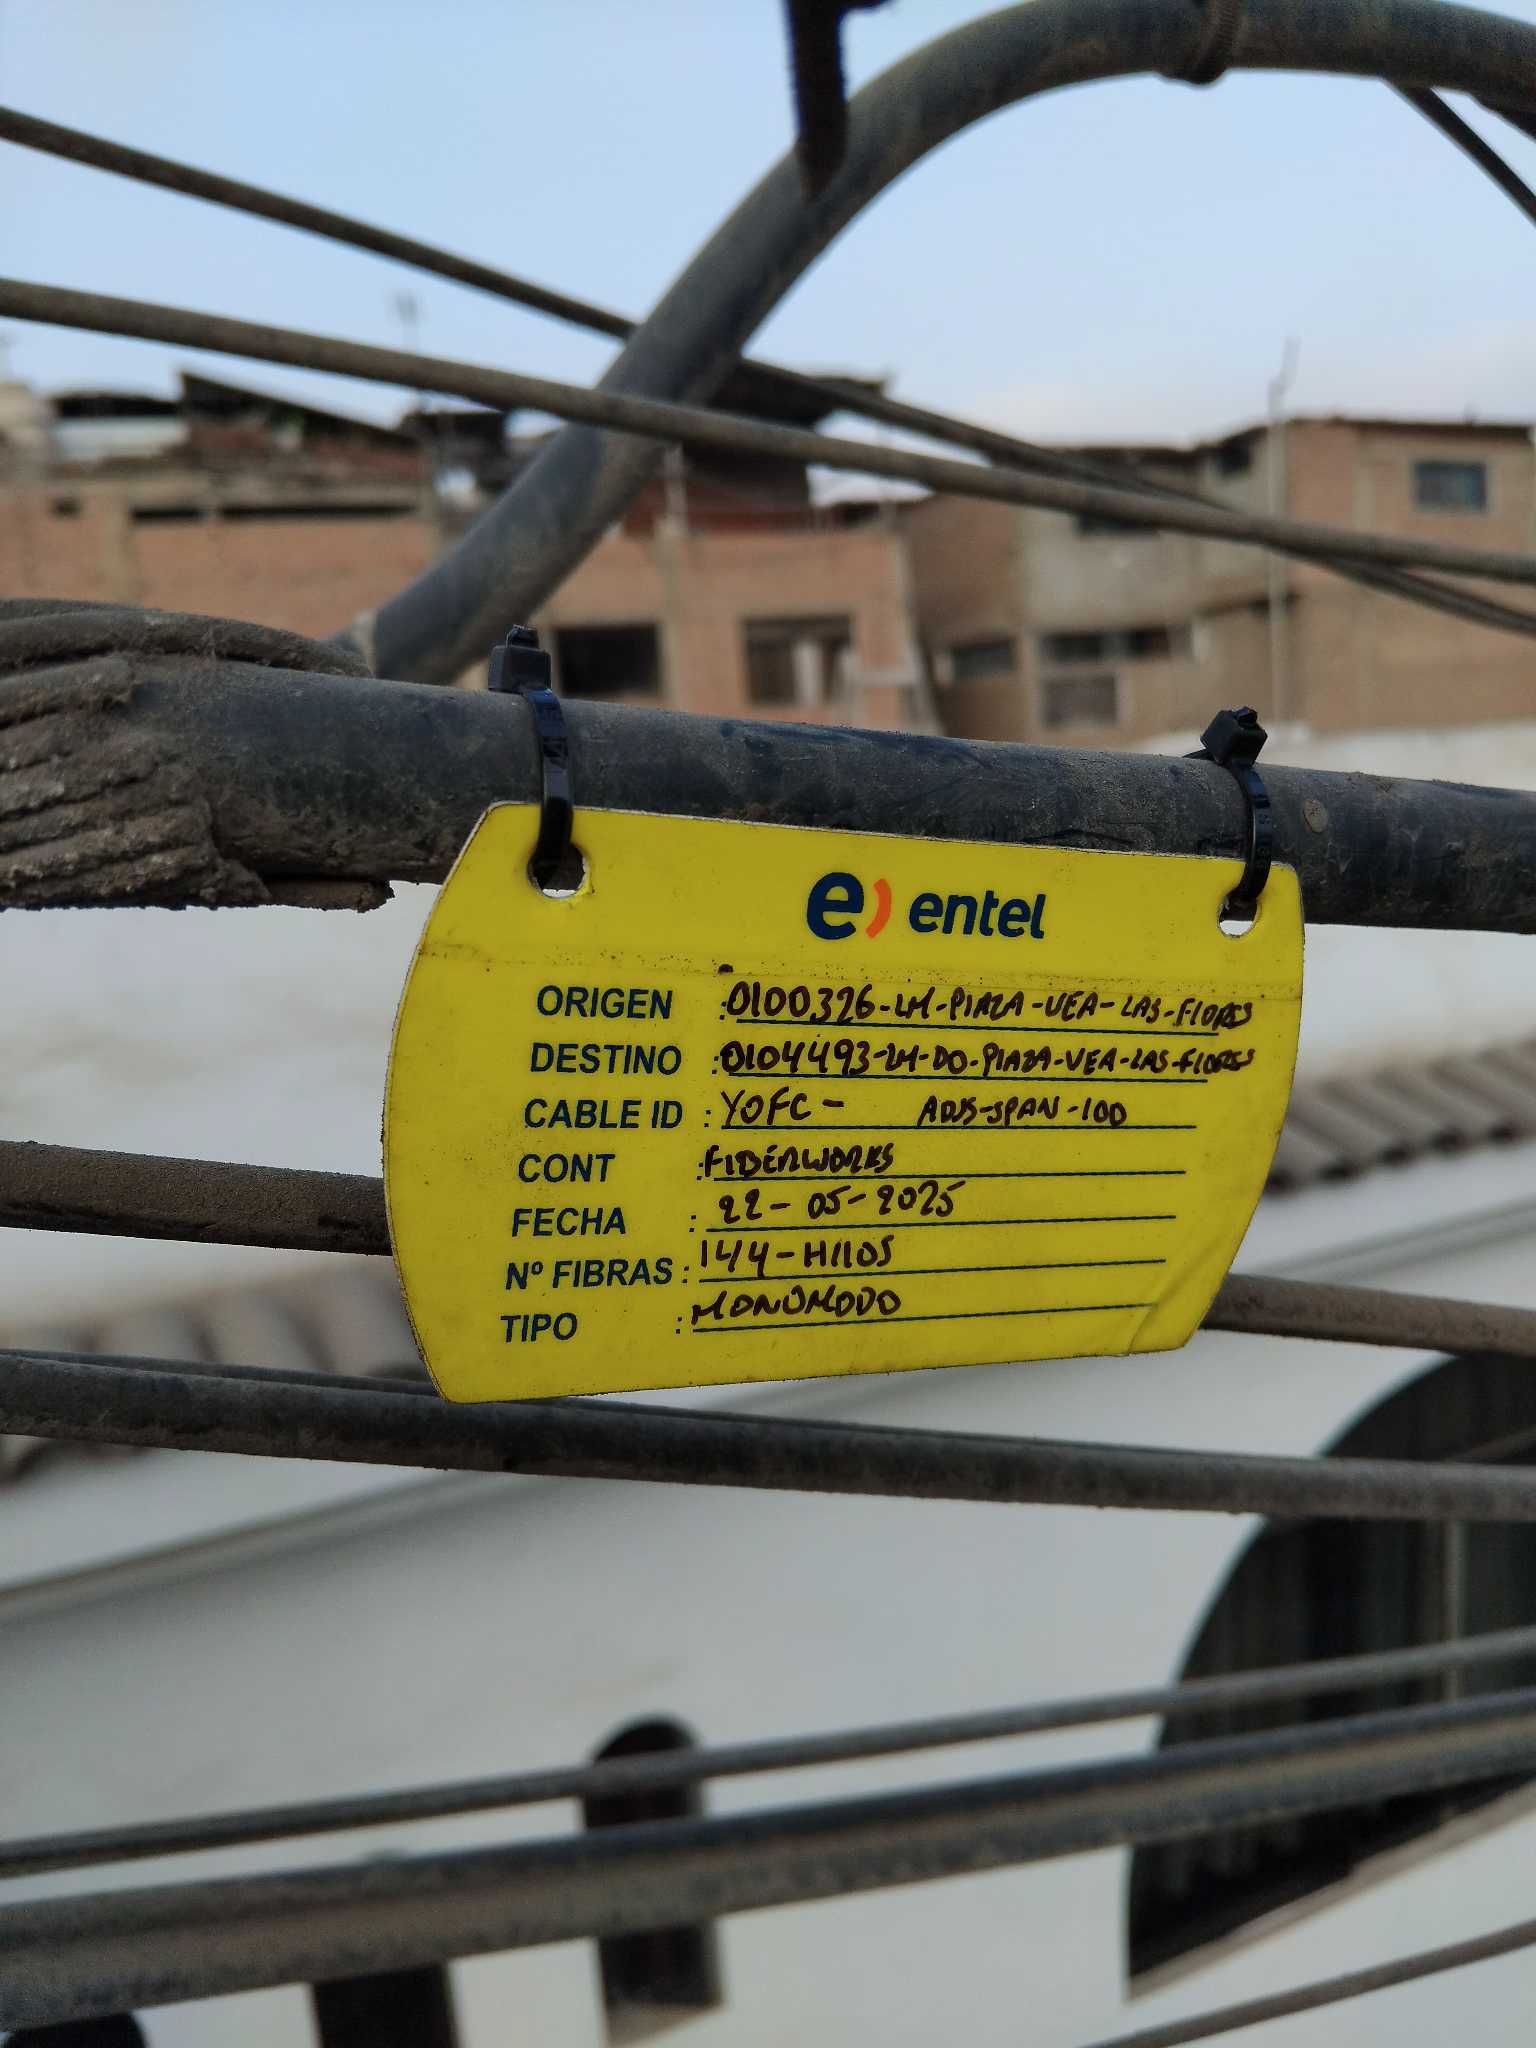 e) entel
ORIGEN : 0100326-LM-PLAZA-VEA-LAS-FLORES
DESTINO : 0104493-LM-DO-PLAZA-VEA-LAS-FLORES
CABLE ID : YOFC - ADSS-SPAN-100
CONT : FIBERWORKS
FECHA : 22-05-2025
Nº FIBRAS : 144-HILOS
TIPO : MONOMODO